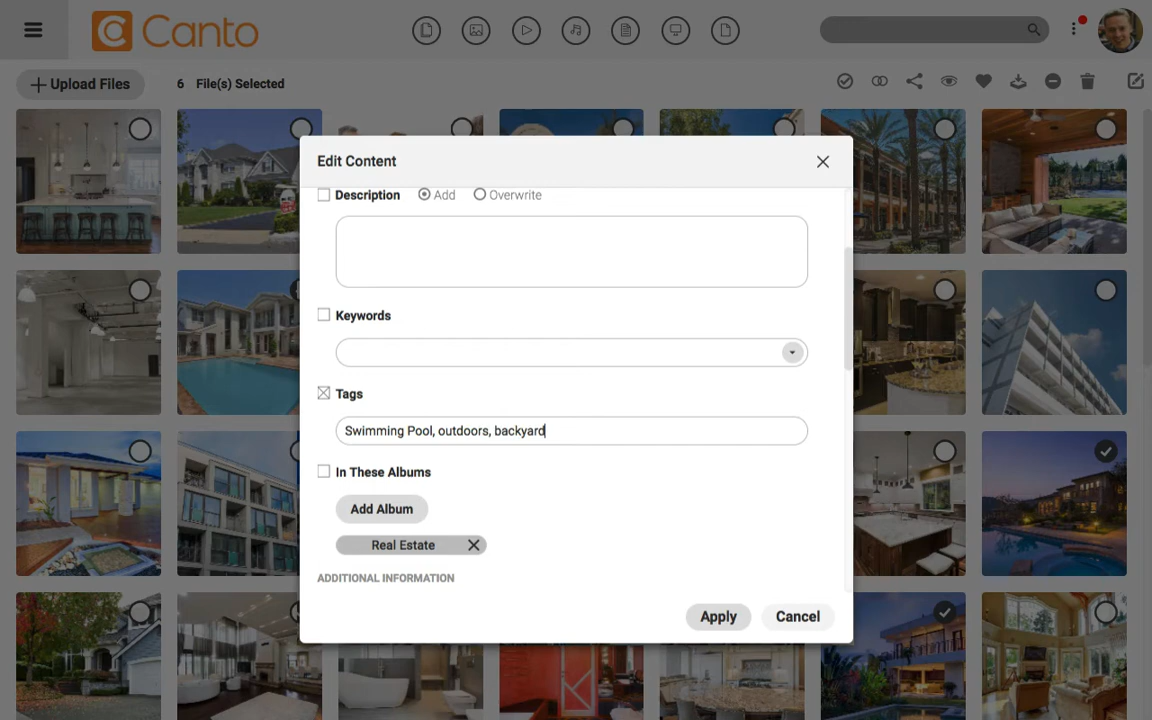 Canto
Upload Files
6 File(s) Selected
Edit Content
Description Add Overwrite
Keywords
Tags
Swimming Pool, outdoors, backyard
In These Albums
Add Album
Real Estate
ADDITIONAL INFORMATION
Apply Cancel